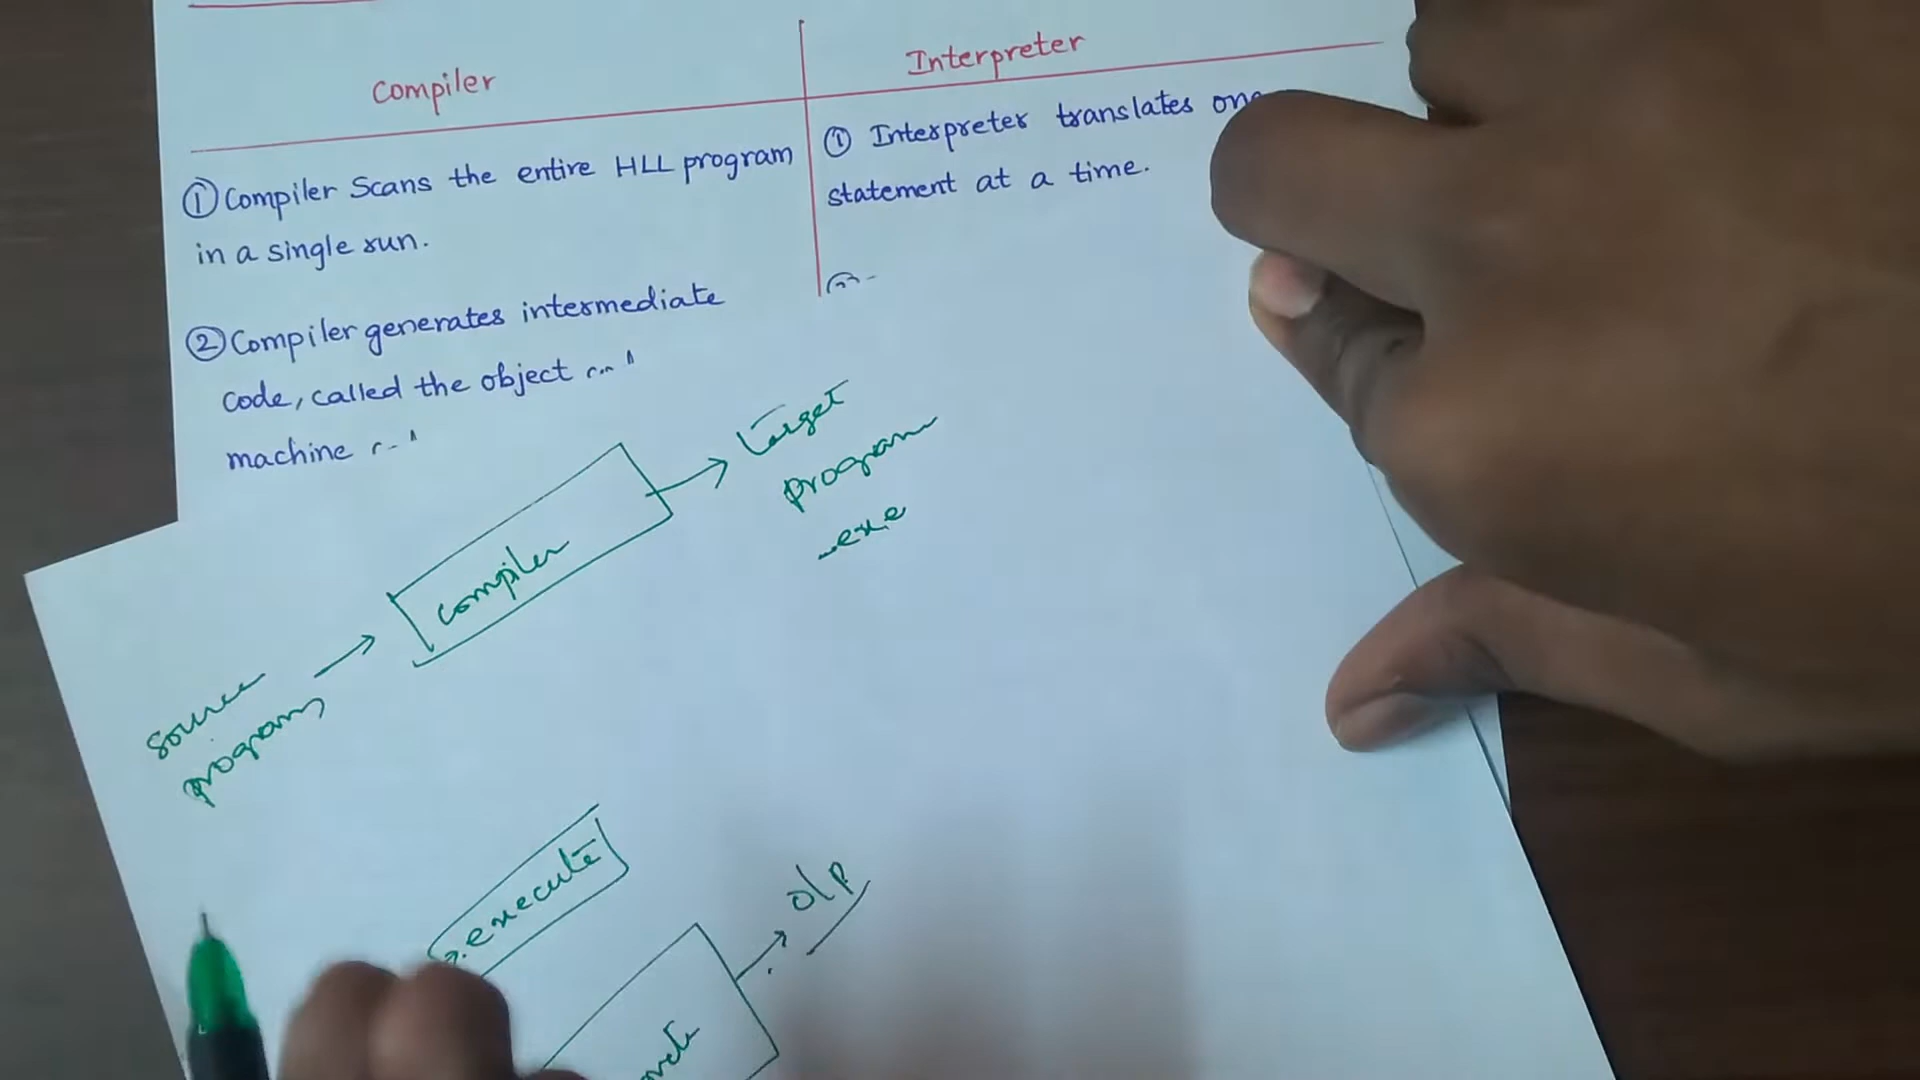 Compiler
Interpreter
① Compiler Scans the entire HLL program
in a single run.
② Compiler generates intermediate
code, called the object
machine
① Interpreter translates one
statement at a time.
source
program
compiler
target
program
.exe
execute
o/p